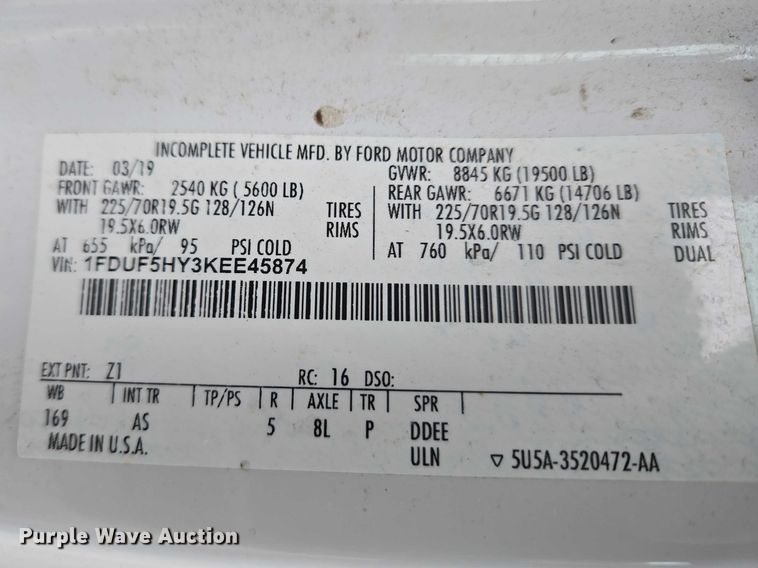 INCOMPLETE VEHICLE MFD. BY FORD MOTOR COMPANY
DATE: 03/19 GVWR: 8845 KG (19500 LB)
FRONT GAWR: 2540 KG ( 5600 LB) REAR GAWR: 6671 KG (14706 LB)
WITH 225/70R19.5G 128/126N TIRES WITH 225/70R19.5G 128/126N TIRES
19.5X6.0RW RIMS 19.5X6.0RW RIMS
AT 655 kPa/ 95 PSI COLD AT 760 kPa/ 110 PSI COLD DUAL
VIN: 1FDUF5HY3KEE45874
EXT PNT: Z1 RC: 16 DSO:
WB INT TR TP/PS R AXLE TR SPR
169 AS 5 8L P DDEE
MADE IN U.S.A. ULN 5U5A-3520472-AA
Purple Wave Auction